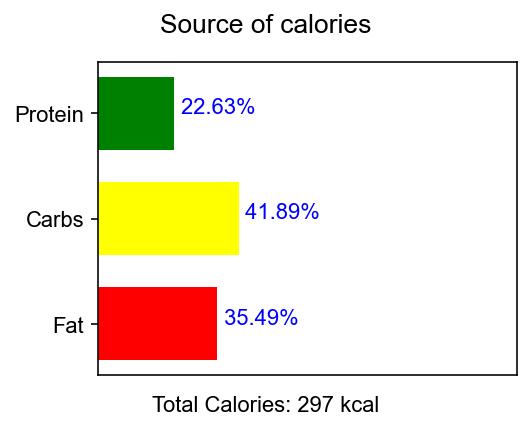 Source of calories
Protein
22.63%
Carbs
41.89%
Fat
35.49%
Total Calories: 297 kcal